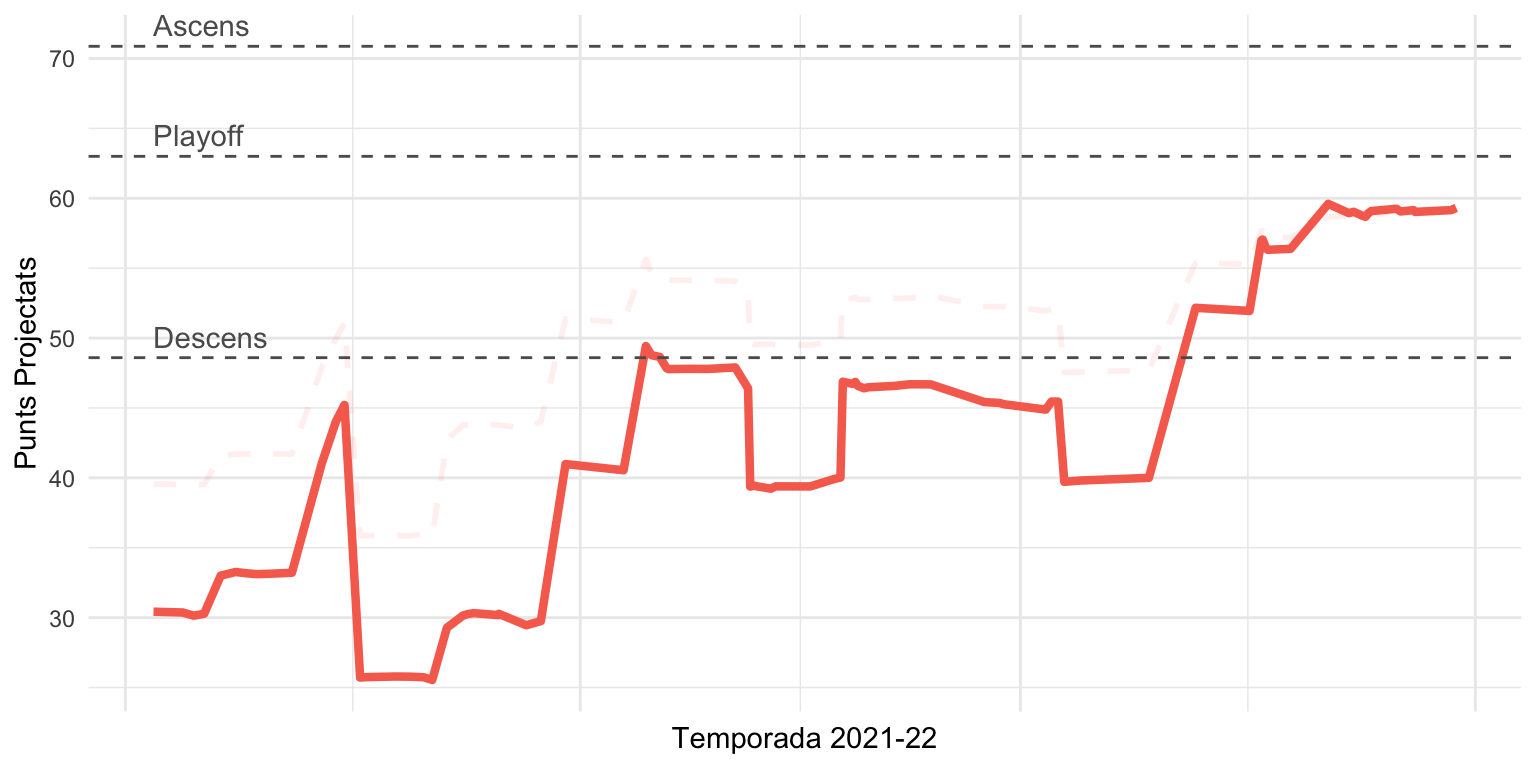 Ascens
70
Playoff
60
Descens
50
40
30
Punts Projectats
Temporada 2021-22